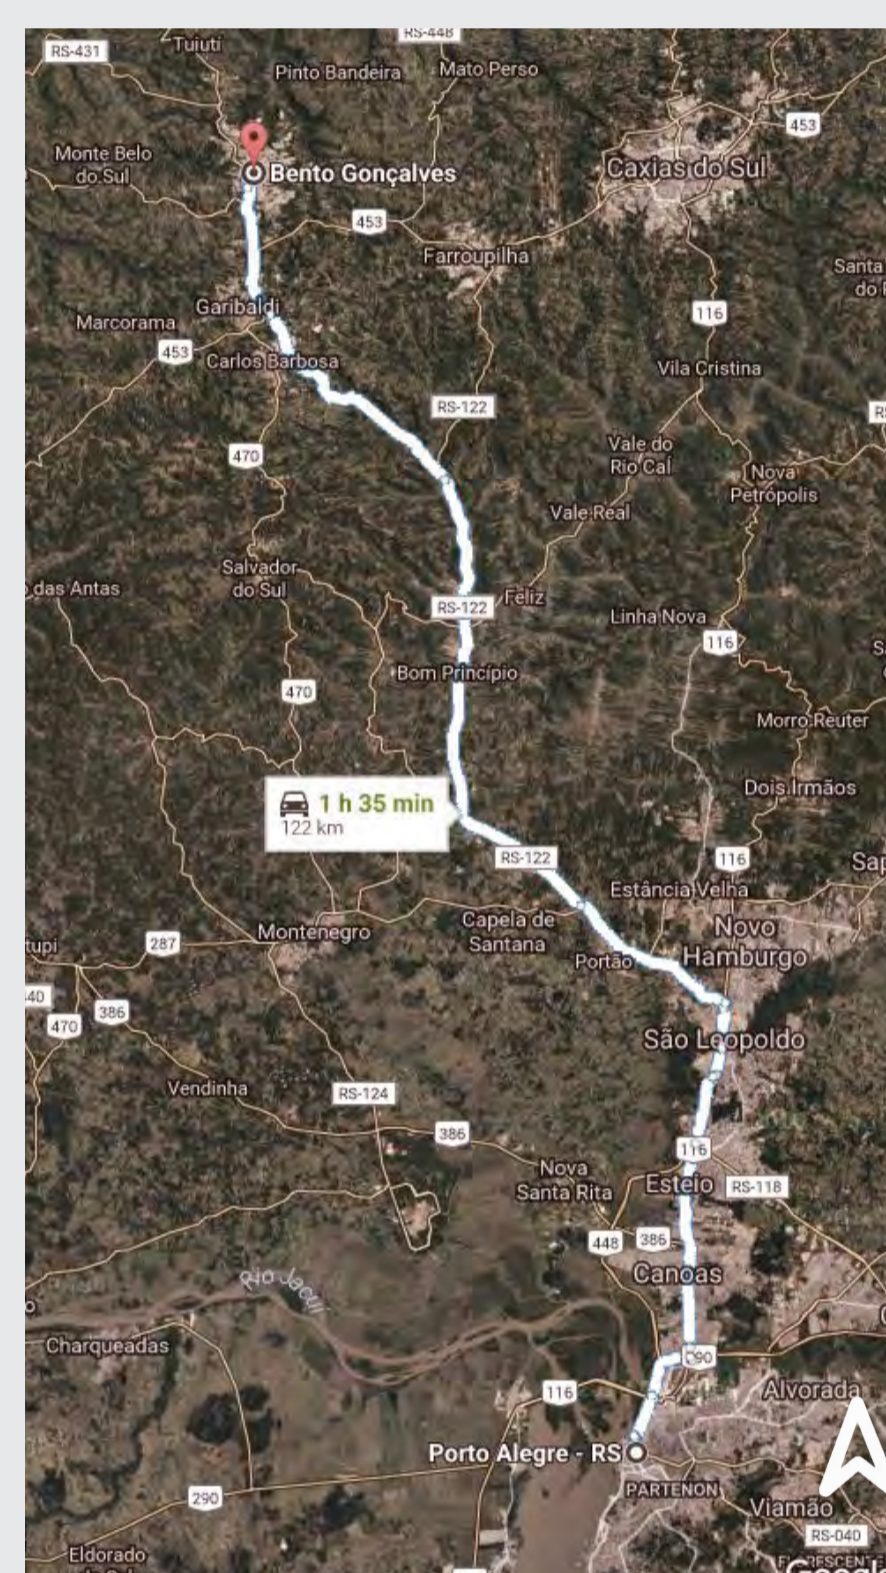 RS-448
Tuiuti
RS-431
Pinto Bandeira
Mato Perso
453
Monte Belo
do Sul
Caxias do Sul
Bento Gonçalves
453
Farroupilha
Santa
Garibaldi
116
Marcorama
453
Carlos Barbosa
Vila Cristina
RS-122
470
Vale do
Rio Caí
Nova
Petrópolis
Vale Real
Salvador
do Sul
das Antas
Feliz
RS-122
Linha Nova
116
Bom Princípio
470
Morro Reuter
Dois Irmãos
1 h 35 min
122 km
RS-122
116
Estância Velha
Capela de
Santana
Novo
Hamburgo
Montenegro
287
Portão
386
470
São Leopoldo
Vendinha
RS-124
386
116
Nova
Santa Rita
Esteio
RS-118
448
386
Canoas
Rio Jacuí
Charqueadas
290
116
Alvorada
Porto Alegre - RS
PARTENON
290
Viamão
RS-040
Eldorado
do Sul
Google